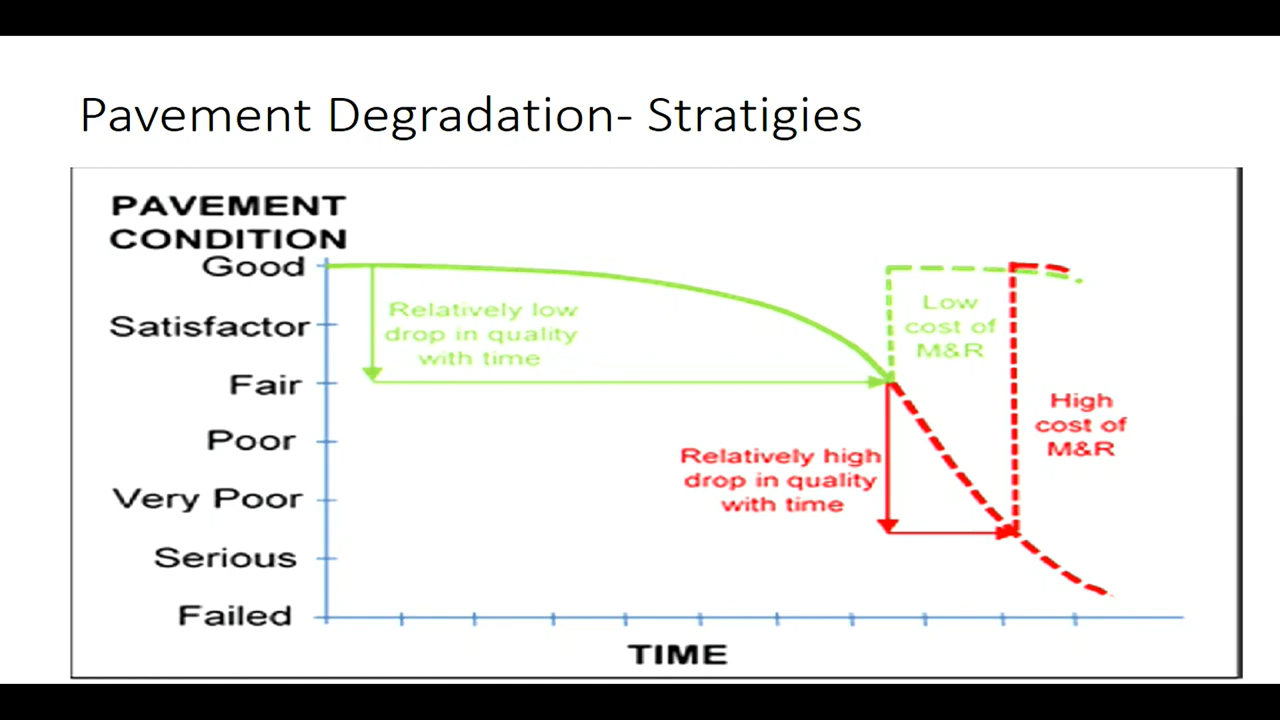 Pavement Degradation- Stratigies
PAVEMENT
CONDITION
Good
Satisfactor
Fair
Poor
Very Poor
Serious
Failed
Relatively low
drop in quality
with time
Low
cost of
M&R
Relatively high
drop in quality
with time
High
cost of
M&R
TIME